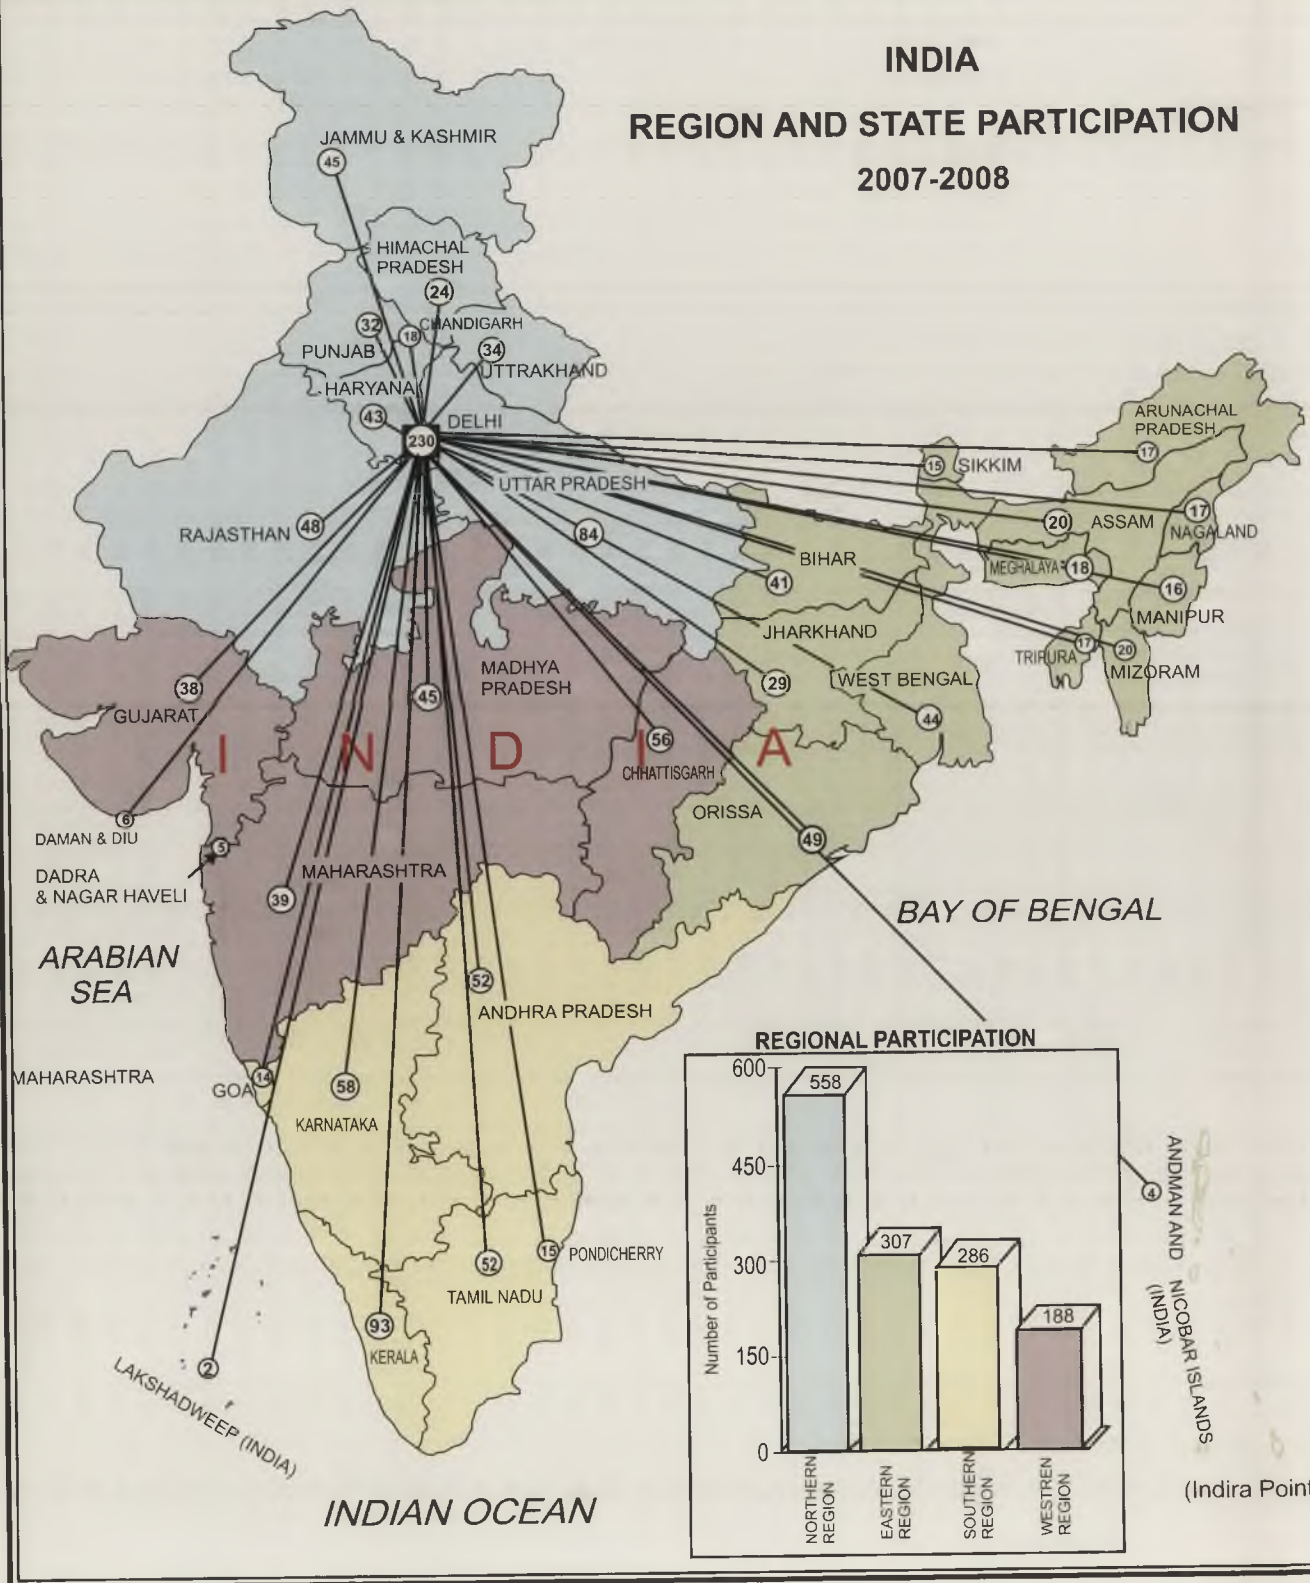 INDIA
REGION AND STATE PARTICIPATION
2007-2008
JAMMU & KASHMIR
45
HIMACHAL
PRADESH
24
32
18
CHANDIGARH
PUNJAB
34
UTTRAKHAND
HARYANA
43
DELHI
230
ARUNACHAL
PRADESH
17
15
SIKKIM
UTTAR PRADESH
RAJASTHAN
48
84
20
ASSAM
17
NAGALAND
BIHAR
MEGHALAYA
18
41
16
MANIPUR
JHARKHAND
TRIPURA
17
20
MIZORAM
MADHYA
PRADESH
38
45
29
WEST BENGAL
44
GUJARAT
I N D I A
56
CHHATTISGARH
ORISSA
49
6
DAMAN & DIU
5
DADRA
& NAGAR HAVELI
MAHARASHTRA
39
BAY OF BENGAL
ARABIAN
SEA
52
ANDHRA PRADESH
MAHARASHTRA
GOA
14
58
KARNATAKA
REGIONAL PARTICIPATION
600
450
300
150
0
Number of Participants
558
307
286
188
NORTHERN
REGION
EASTERN
REGION
SOUTHERN
REGION
WESTREN
REGION
4
ANDMAN AND NICOBAR ISLANDS
(INDIA)
15
PONDICHERRY
52
TAMIL NADU
93
KERALA
2
LAKSHADWEEP (INDIA)
INDIAN OCEAN
(Indira Point